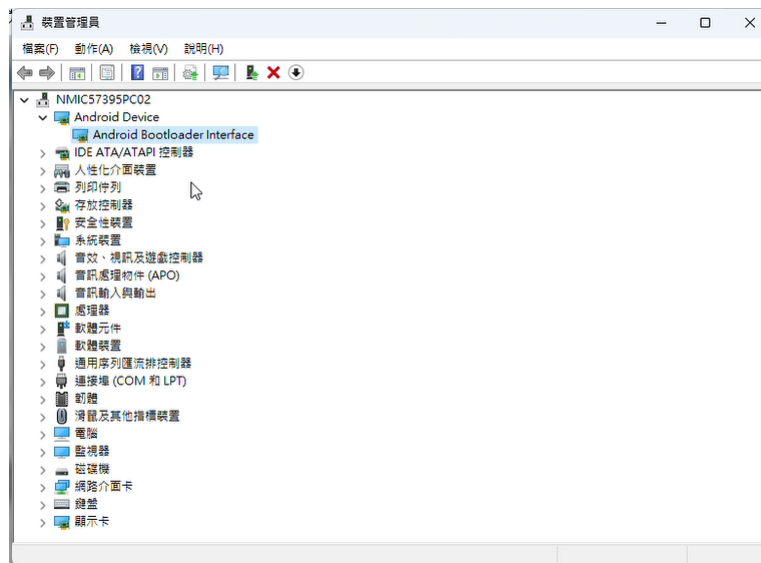 裝置管理員
檔案(F) 動作(A) 檢視(V) 說明(H)
NMIC57395PC02
Android Device
Android Bootloader Interface
IDE ATA/ATAPI 控制器
人性化介面裝置
列印佇列
存放控制器
安全性裝置
系統裝置
音效、視訊及遊戲控制器
音訊處理物件 (APO)
音訊輸入與輸出
處理器
軟體元件
軟體裝置
通用序列匯流排控制器
連接埠 (COM 和 LPT)
韌體
滑鼠及其他指標裝置
電腦
監視器
磁碟機
網路介面卡
鍵盤
顯示卡